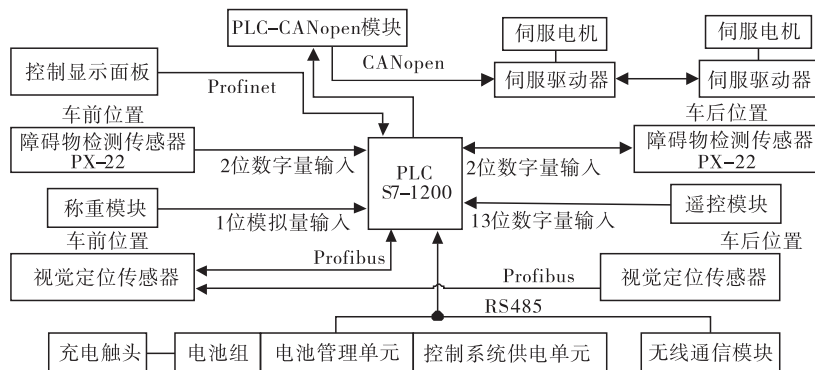 PLC-CANopen模块
伺服电机
伺服电机
CANopen
控制显示面板
伺服驱动器
伺服驱动器
Profinet
车前位置
车后位置
障碍物检测传感器
PX-22
2位数字量输入
PLC
S7-1200
2位数字量输入
障碍物检测传感器
PX-22
称重模块
1位模拟量输入
13位数字量输入
遥控模块
车前位置
车后位置
视觉定位传感器
Profibus
Profibus
视觉定位传感器
RS485
充电触头
电池组
电池管理单元
控制系统供电单元
无线通信模块